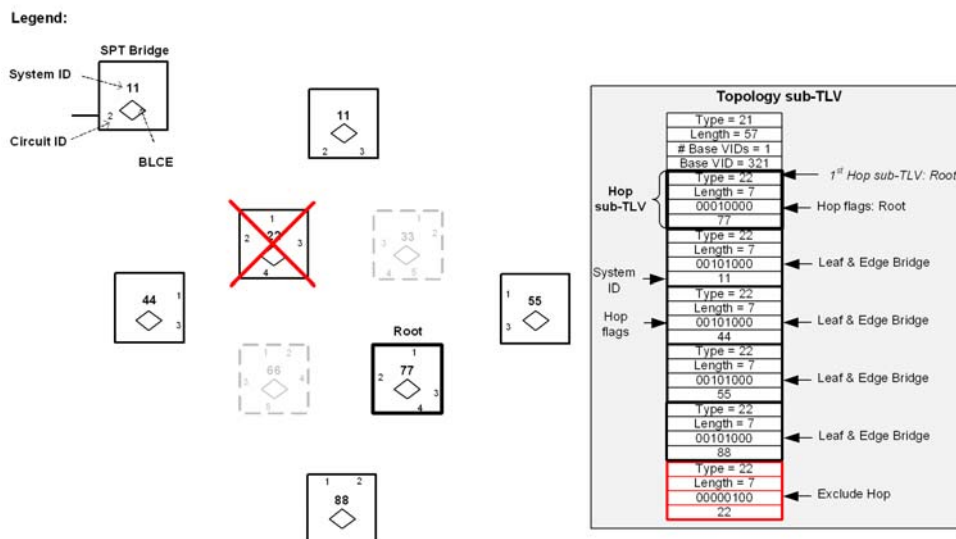 Legend:
SPT Bridge
System ID
11
2
Circuit ID
BLCE
11
2 3
1
2 22 3
4
1 2
3 33
4 5
44 1
3
1
55
3
Root
1 2
66 4
3
5
1
2 77
3
4
1 2
88
Topology sub-TLV
Type = 21
Length = 57
# Base VIDs = 1
Base VID = 321
Hop
sub-TLV
Type = 22
Length = 7
00010000
77
1st Hop sub-TLV: Root
Hop flags: Root
Type = 22
Length = 7
00101000
11
Leaf & Edge Bridge
System
ID
Type = 22
Length = 7
00101000
44
Leaf & Edge Bridge
Hop
flags
Type = 22
Length = 7
00101000
55
Leaf & Edge Bridge
Type = 22
Length = 7
00101000
88
Leaf & Edge Bridge
Type = 22
Length = 7
00000100
22
Exclude Hop